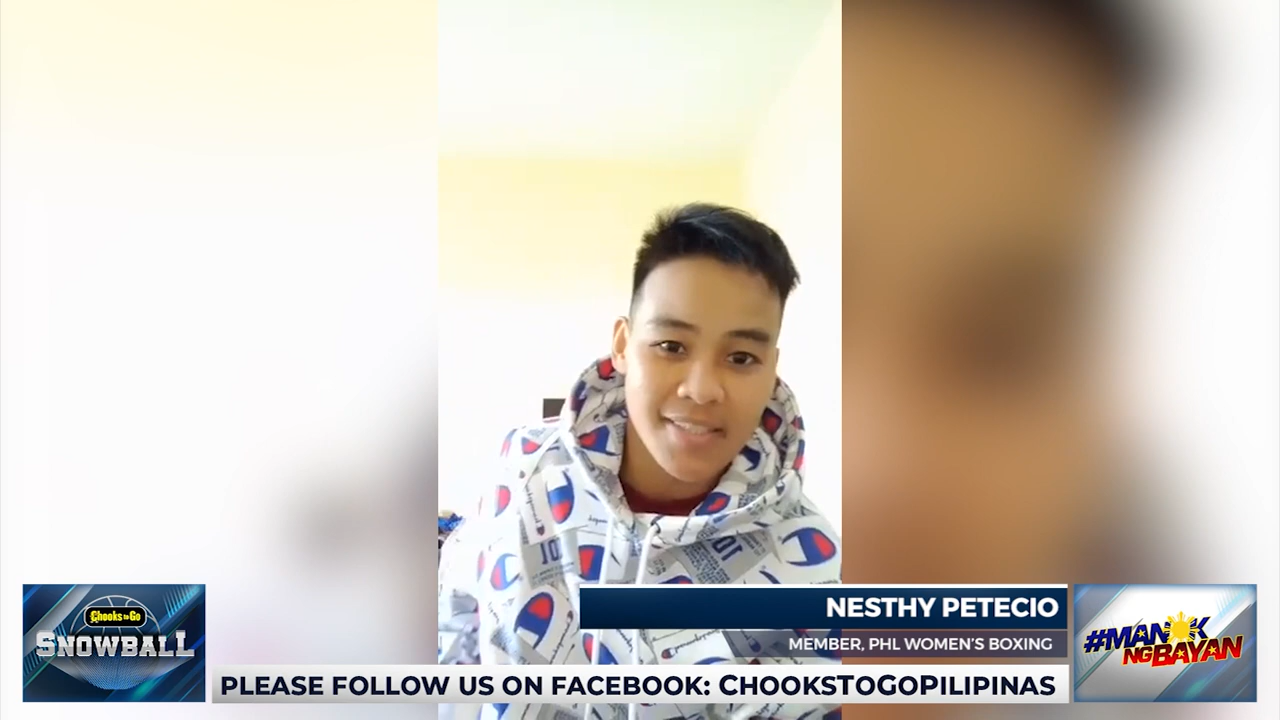 NESTHY PETECIO
MEMBER, PHL WOMEN'S BOXING
Chooks to Go
SNOWBALL
#MANOK
NGBAYAN
PLEASE FOLLOW US ON FACEBOOK: CHOOKSTOGOPILIPINAS